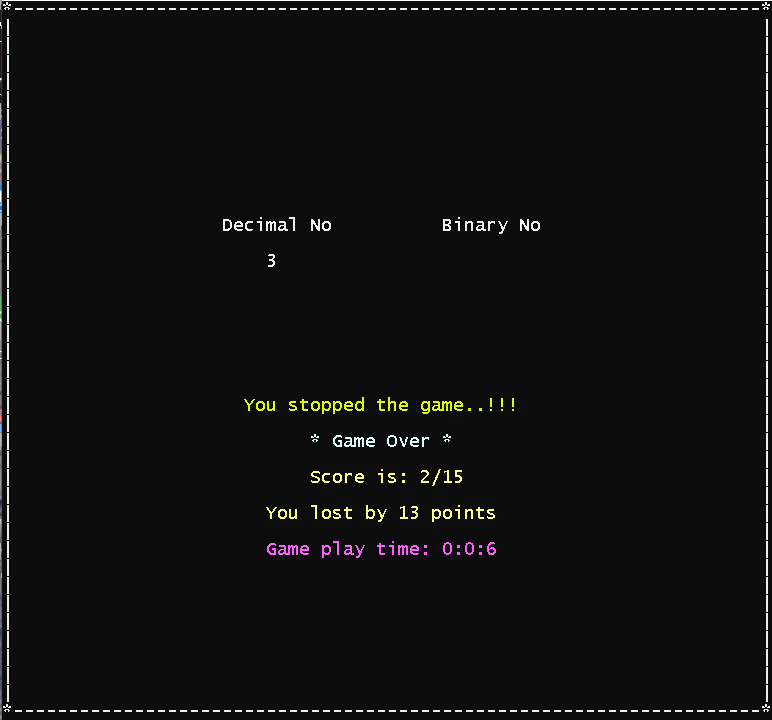 Decimal No Binary No
3
You stopped the game..!!!
* Game Over *
Score is: 2/15
You lost by 13 points
Game play time: 0:0:6